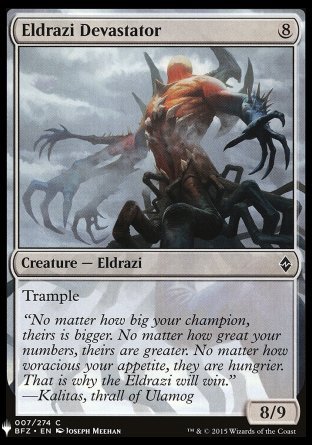 Eldrazi Devastator 8
Creature — Eldrazi
Trample
“No matter how big your champion,
theirs is bigger. No matter how great your
numbers, theirs are greater. No matter how
voracious your appetite, they are hungrier.
That is why the Eldrazi will win.”
—Kalitas, thrall of Ulamog
8/9
007/274 C
BFZ • EN Joseph Meehan
™ & © 2015 Wizards of the Coast